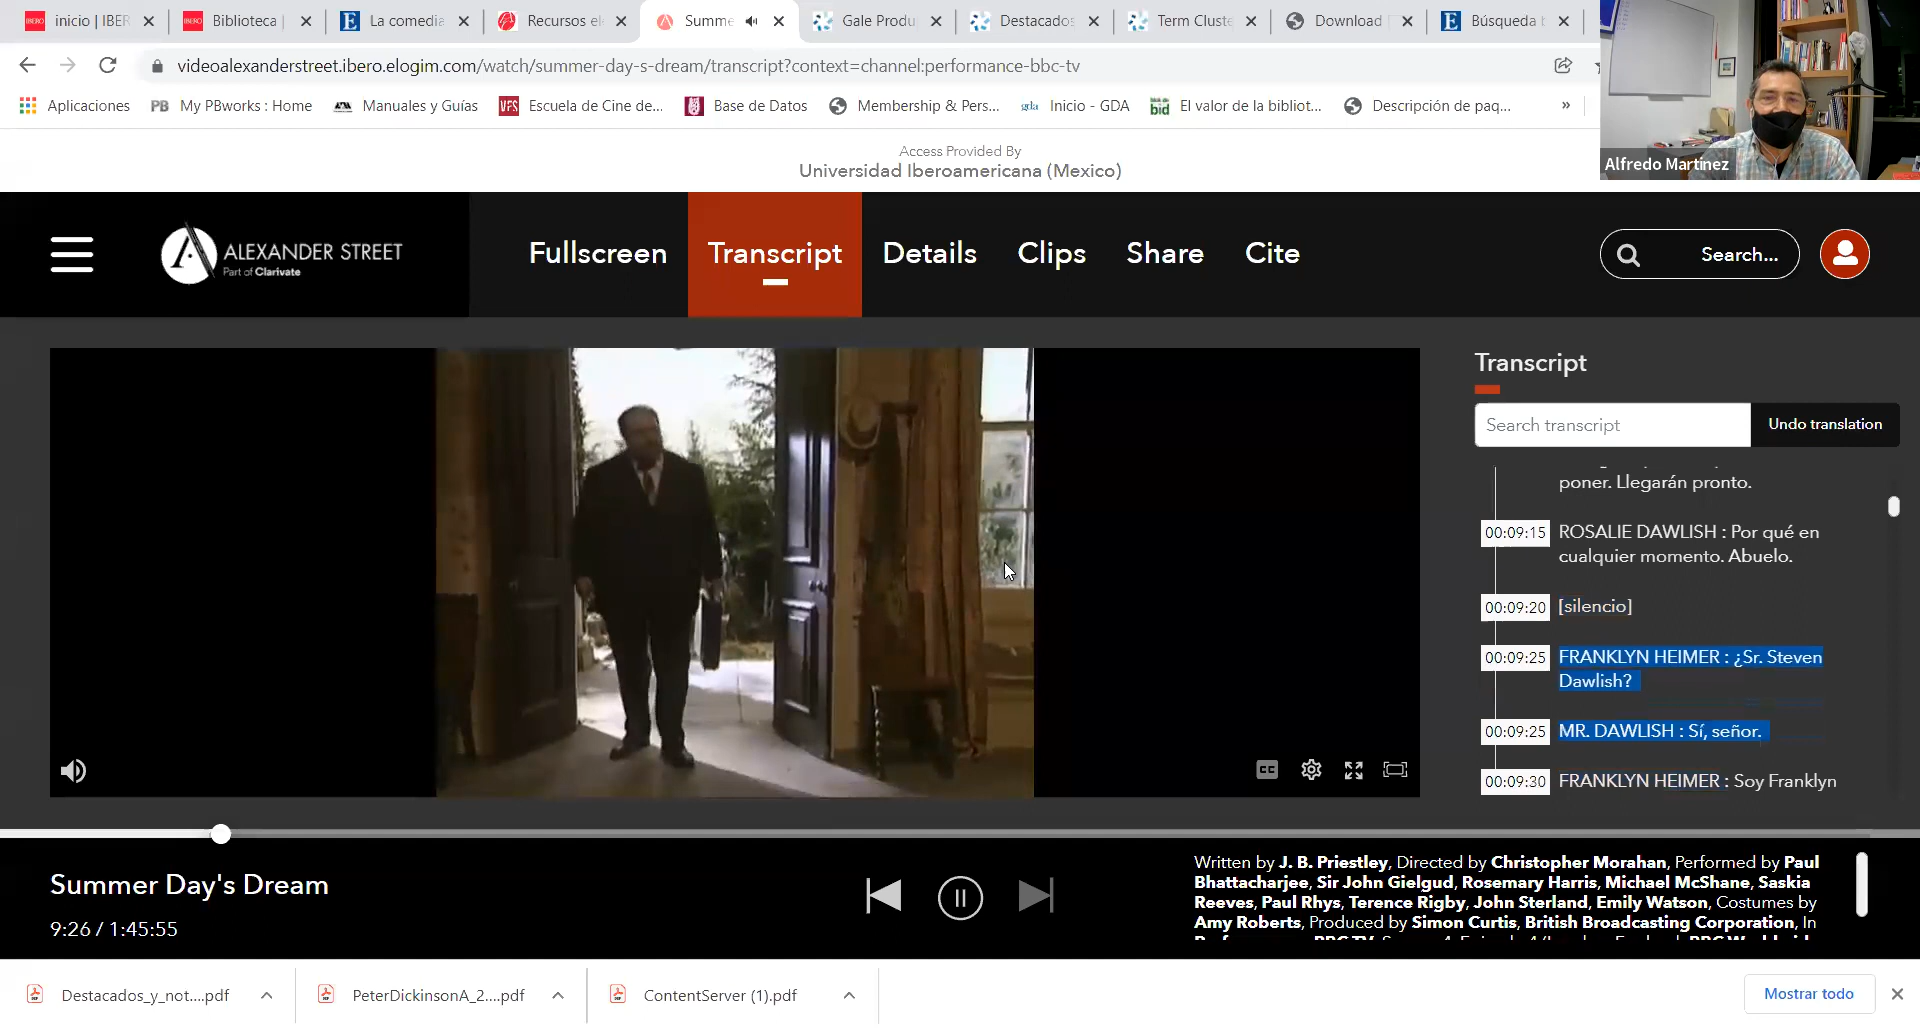 inicio | IBER
Biblioteca |
La comedia
Recursos el
Summe
Gale Produ
Destacados
Term Cluste
Download
Búsqueda b
videoalexanderstreet.ibero.elogim.com/watch/summer-day-s-dream/transcript?context=channel:performance-bbc-tv
Aplicaciones
PB My PBworks : Home
Manuales y Guías
Escuela de Cine de...
Base de Datos
Membership & Pers...
gda Inicio - GDA
bid El valor de la bibliot...
Descripción de paq...
»
Alfredo Martínez
Access Provided By
Universidad Iberoamericana (Mexico)
ALEXANDER STREET
Part of Clarivate
Fullscreen
Transcript
Details
Clips
Share
Cite
Search...
Transcript
Search transcript
Undo translation
poner. Llegarán pronto.
00:09:15 ROSALIE DAWLISH : Por qué en
cualquier momento. Abuelo.
00:09:20 [silencio]
00:09:25 FRANKLYN HEIMER : ¿Sr. Steven
Dawlish?
00:09:25 MR. DAWLISH : Sí, señor.
00:09:30 FRANKLYN HEIMER : Soy Franklyn
CC
Summer Day's Dream
9:26 / 1:45:55
Written by J. B. Priestley, Directed by Christopher Morahan, Performed by Paul
Bhattacharjee, Sir John Gielgud, Rosemary Harris, Michael McShane, Saskia
Reeves, Paul Rhys, Terence Rigby, John Sterland, Emily Watson, Costumes by
Amy Roberts, Produced by Simon Curtis, British Broadcasting Corporation, In
Destacados_y_not....pdf
PeterDickinsonA_2....pdf
ContentServer (1).pdf
Mostrar todo